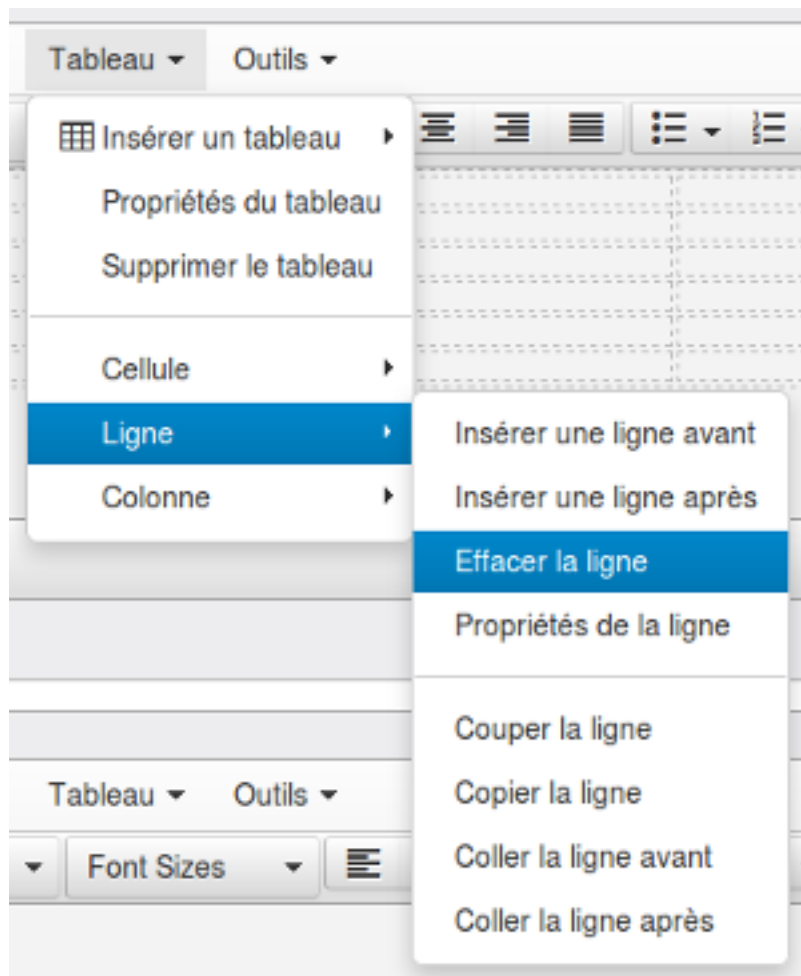 Tableau Outils
Insérer un tableau
Propriétés du tableau
Supprimer le tableau
Cellule
Ligne
Colonne
Insérer une ligne avant
Insérer une ligne après
Effacer la ligne
Propriétés de la ligne
Couper la ligne
Copier la ligne
Coller la ligne avant
Coller la ligne après
Tableau Outils
Font Sizes